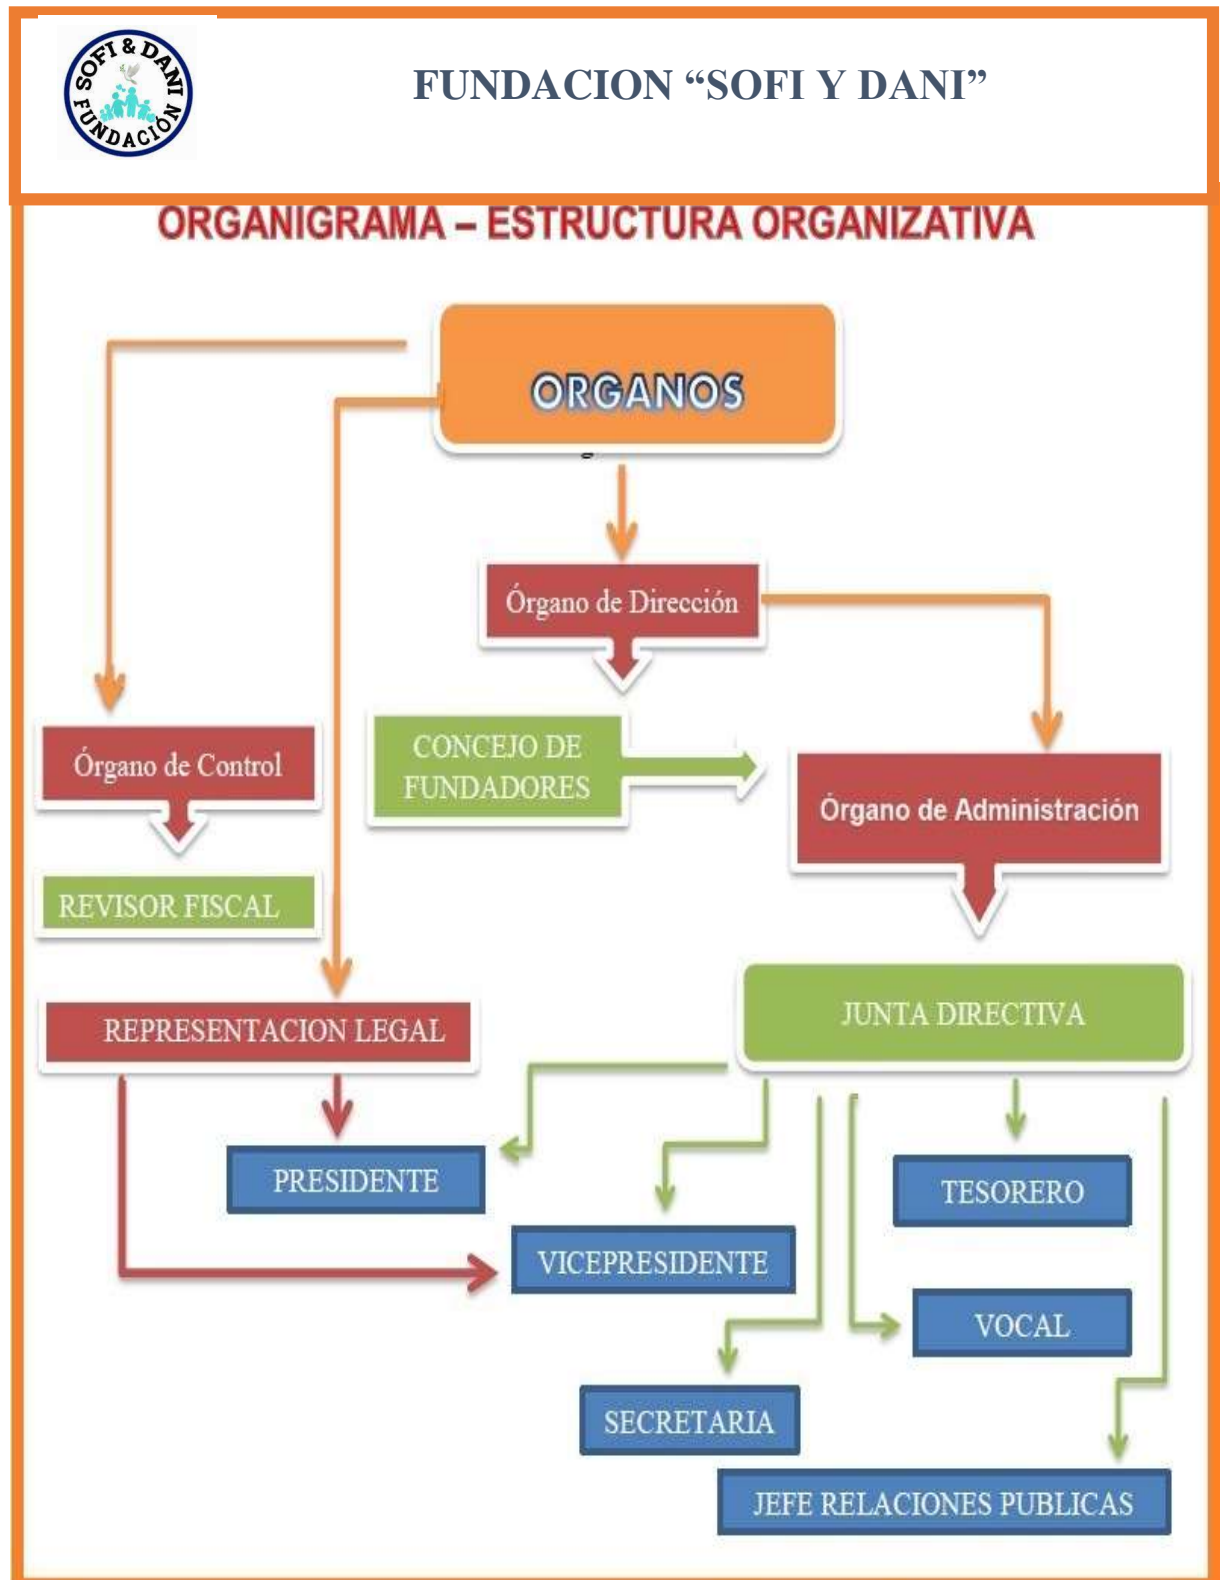 SOFI & DANI
FUNDACIÓN
FUNDACION “SOFI Y DANI”
ORGANIGRAMA – ESTRUCTURA ORGANIZATIVA
ORGANOS
Órgano de Dirección
Órgano de Control
CONCEJO DE
FUNDADORES
Órgano de Administración
REVISOR FISCAL
REPRESENTACION LEGAL
JUNTA DIRECTIVA
PRESIDENTE
TESORERO
VICEPRESIDENTE
VOCAL
SECRETARIA
JEFE RELACIONES PUBLICAS